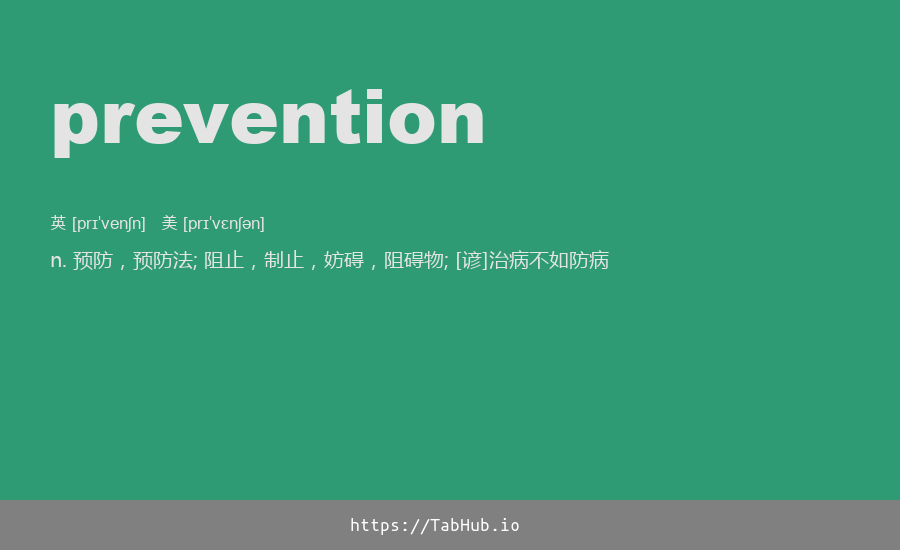 prevention
英 [prɪˈvenʃn] 美 [prɪˈvɛnʃən]
n. 预防，预防法; 阻止，制止，妨碍，阻碍物; [谚]治病不如防病
https://TabHub.io